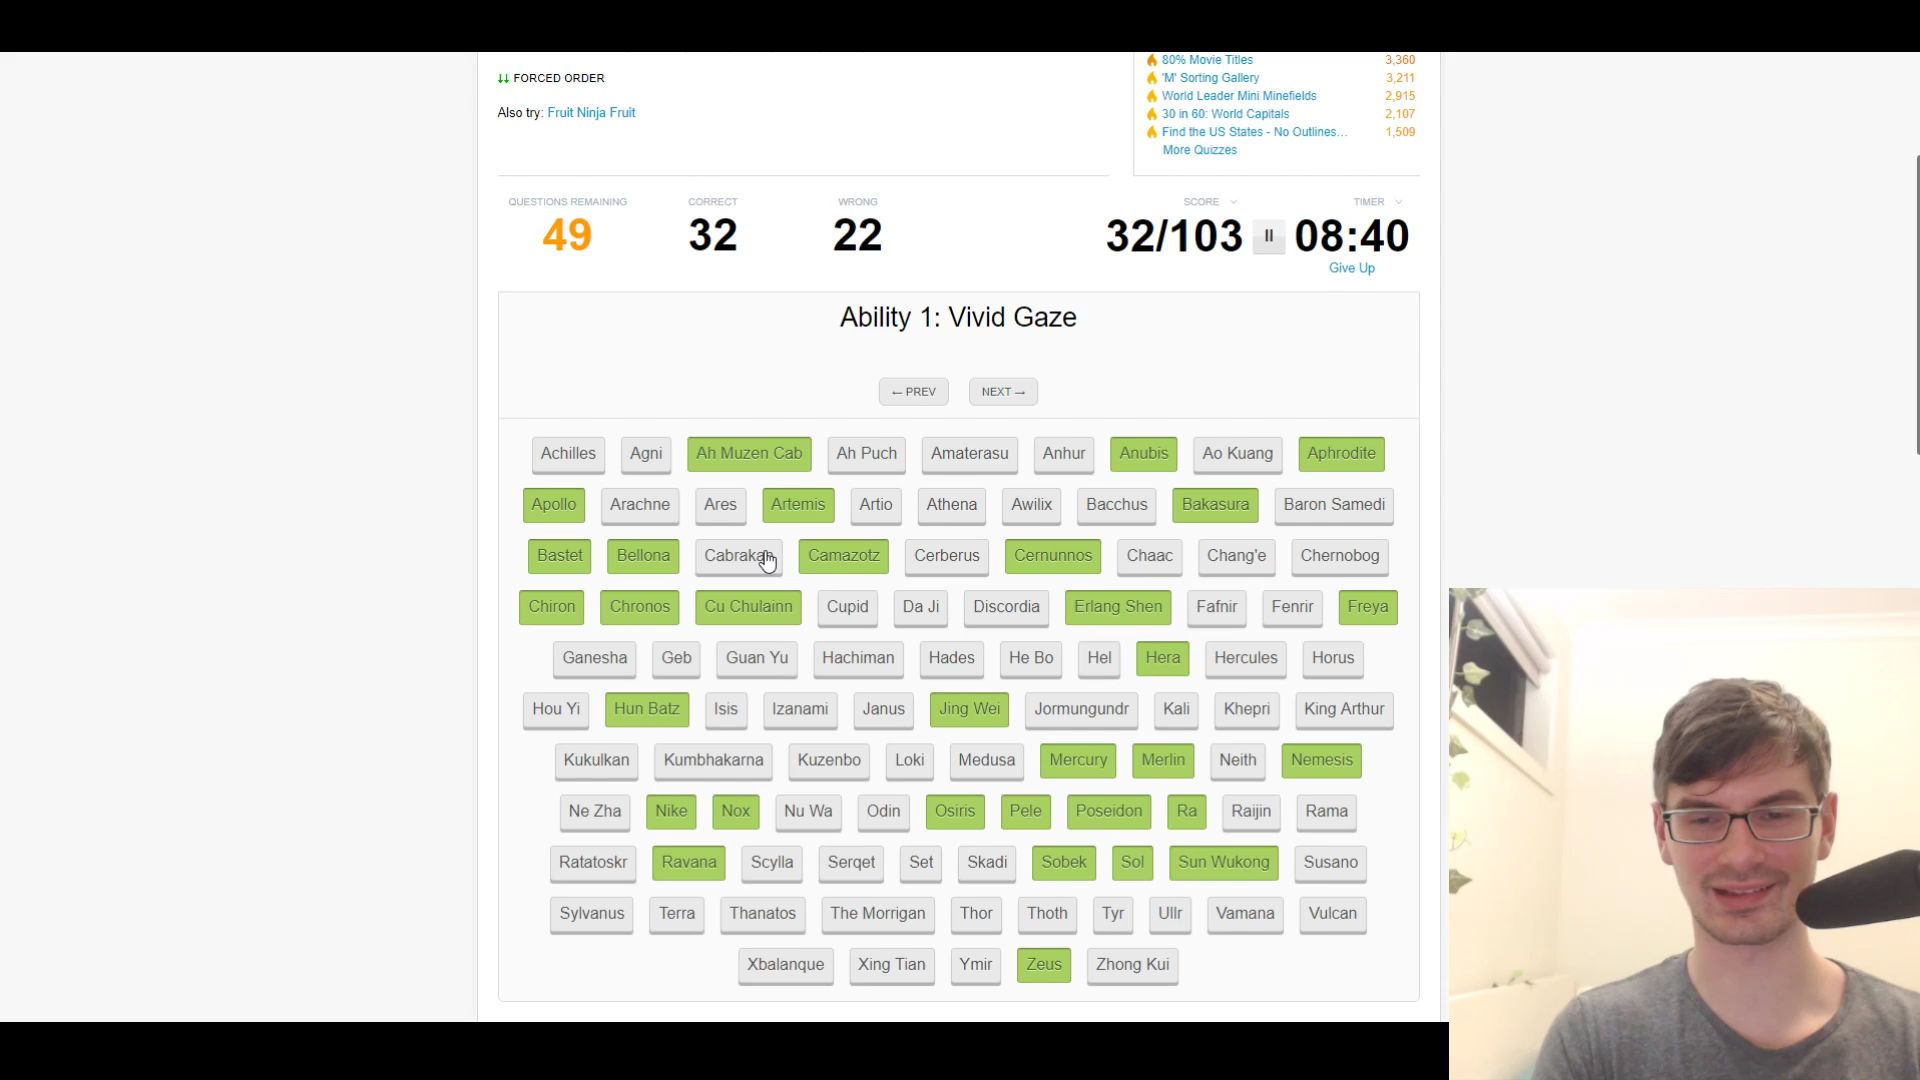 80% Movie Titles 3,360
FORCED ORDER
'M' Sorting Gallery 3,211
World Leader Mini Minefields 2,915
Also try: Fruit Ninja Fruit
30 in 60: World Capitals 2,107
Find the US States - No Outlines... 1,509
More Quizzes
QUESTIONS REMAINING CORRECT WRONG SCORE TIMER
49 32 22 32/103 08:40
Give Up
Ability 1: Vivid Gaze
← PREV NEXT →
Achilles Agni Ah Muzen Cab Ah Puch Amaterasu Anhur Anubis Ao Kuang Aphrodite
Apollo Arachne Ares Artemis Artio Athena Awilix Bacchus Bakasura Baron Samedi
Bastet Bellona Cabrakan Camazotz Cerberus Cernunnos Chaac Chang'e Chernobog
Chiron Chronos Cu Chulainn Cupid Da Ji Discordia Erlang Shen Fafnir Fenrir Freya
Ganesha Geb Guan Yu Hachiman Hades He Bo Hel Hera Hercules Horus
Hou Yi Hun Batz Isis Izanami Janus Jing Wei Jormungundr Kali Khepri King Arthur
Kukulkan Kumbhakarna Kuzenbo Loki Medusa Mercury Merlin Neith Nemesis
Ne Zha Nike Nox Nu Wa Odin Osiris Pele Poseidon Ra Raijin Rama
Ratatoskr Ravana Scylla Serqet Set Skadi Sobek Sol Sun Wukong Susano
Sylvanus Terra Thanatos The Morrigan Thor Thoth Tyr Ullr Vamana Vulcan
Xbalanque Xing Tian Ymir Zeus Zhong Kui